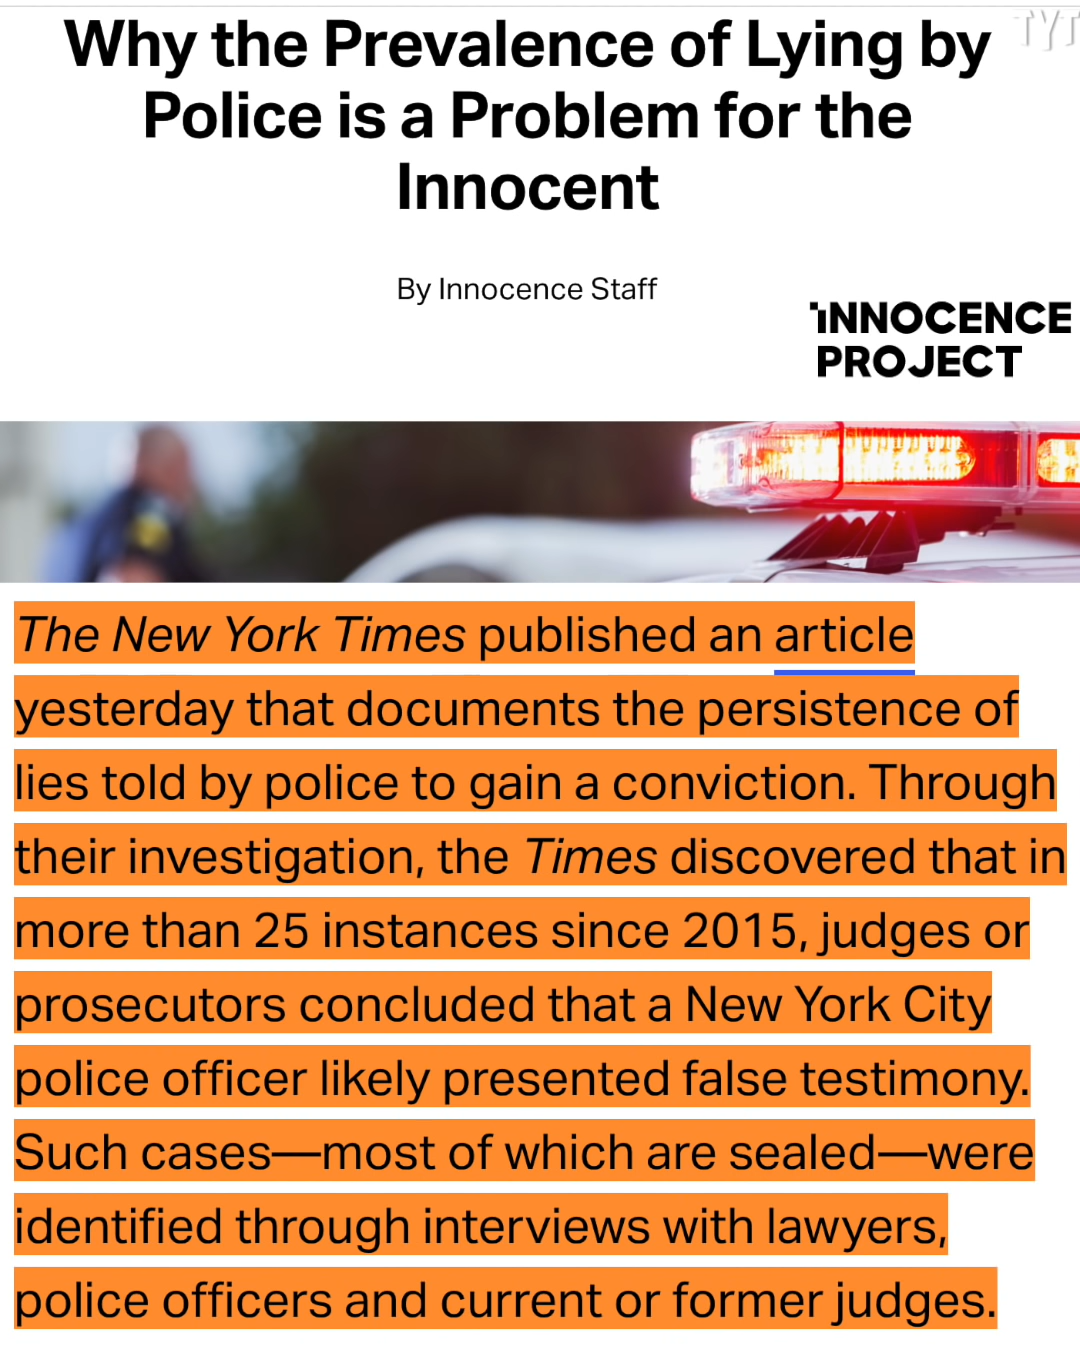 TYT
Why the Prevalence of Lying by
Police is a Problem for the
Innocent
By Innocence Staff
INNOCENCE
PROJECT
The New York Times published an article
yesterday that documents the persistence of
lies told by police to gain a conviction. Through
their investigation, the Times discovered that in
more than 25 instances since 2015, judges or
prosecutors concluded that a New York City
police officer likely presented false testimony.
Such cases—most of which are sealed—were
identified through interviews with lawyers,
police officers and current or former judges.